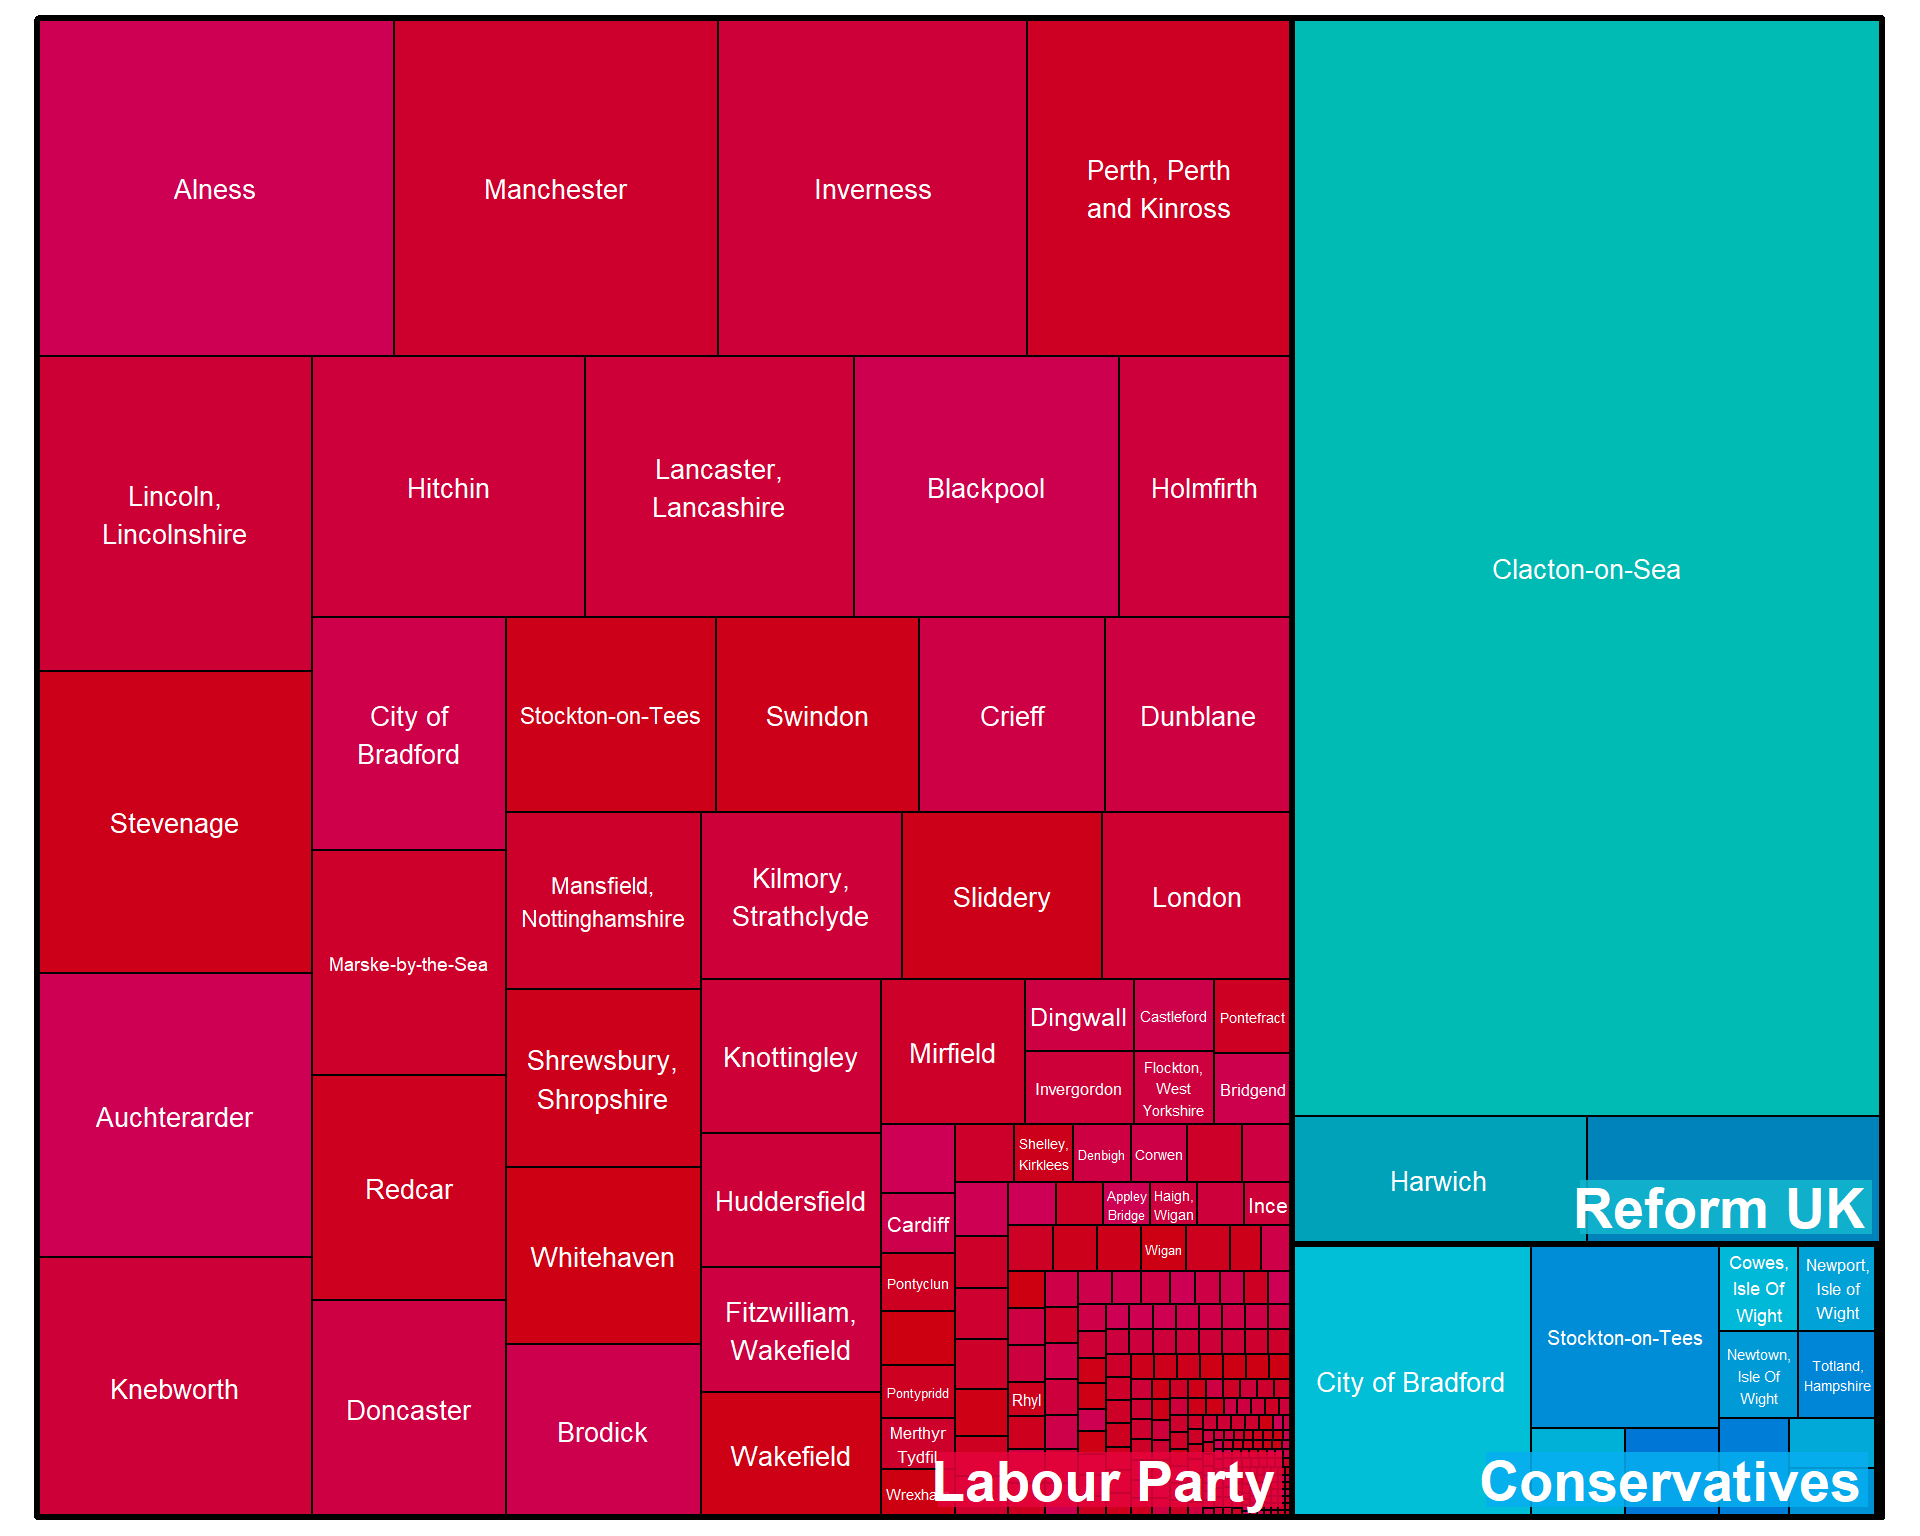 Alness
Manchester
Inverness
Perth, Perth
and Kinross
Lincoln,
Lincolnshire
Hitchin
Lancaster,
Lancashire
Blackpool
Holmfirth
Clacton-on-Sea
Stevenage
City of
Bradford
Stockton-on-Tees
Swindon
Crieff
Dunblane
Mansfield,
Nottinghamshire
Kilmory,
Strathclyde
Sliddery
London
Marske-by-the-Sea
Auchterarder
Shrewsbury,
Shropshire
Knottingley
Mirfield
Dingwall
Castleford
Pontefract
Invergordon
Flockton,
West
Yorkshire
Bridgend
Redcar
Huddersfield
Shelley,
Kirklees
Denbigh
Corwen
Harwich
Reform UK
Cardiff
Appley
Bridge
Haigh,
Wigan
Ince
Whitehaven
Wigan
Pontyclun
Knebworth
Doncaster
Brodick
Fitzwilliam,
Wakefield
Pontypridd
Rhyl
Wakefield
Merthyr
Tydfil
Labour Party
City of Bradford
Stockton-on-Tees
Cowes,
Isle Of
Wight
Newport,
Isle of
Wight
Newtown,
Isle Of
Wight
Totland,
Hampshire
Conservatives